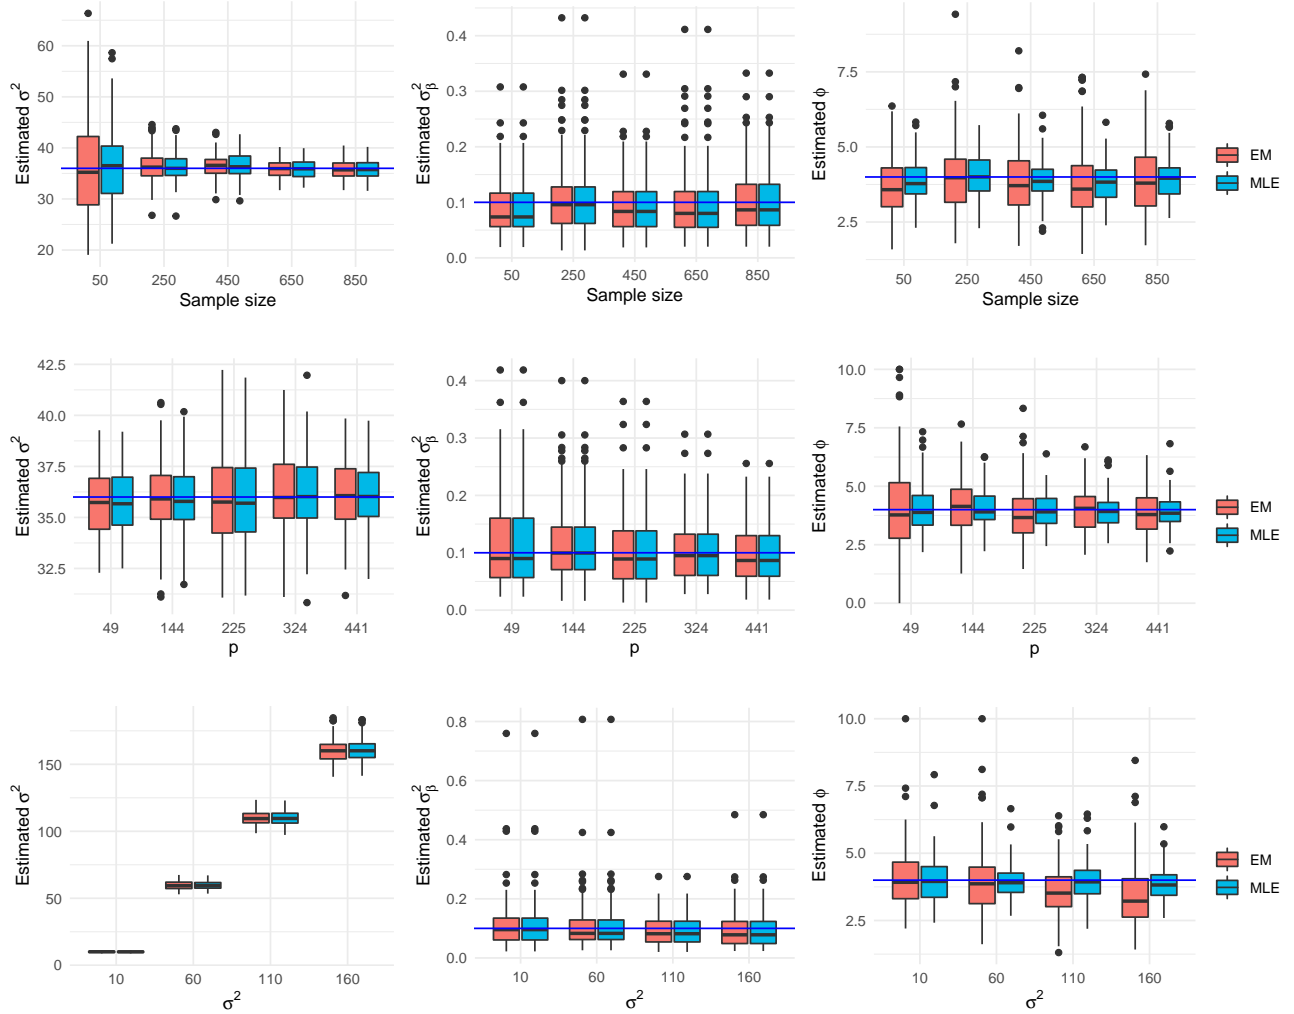 Estimated σ²
60
50
40
30
20
50 250 450 650 850
Sample size
Estimated σ²β
0.4
0.3
0.2
0.1
0.0
50 250 450 650 850
Sample size
Estimated ϕ
7.5
5.0
2.5
50 250 450 650 850
Sample size
EM
MLE
Estimated σ²
42.5
40.0
37.5
35.0
32.5
49 144 225 324 441
p
Estimated σ²β
0.4
0.3
0.2
0.1
0.0
49 144 225 324 441
p
Estimated ϕ
10.0
7.5
5.0
2.5
0.0
49 144 225 324 441
p
EM
MLE
Estimated σ²
150
100
50
0
10 60 110 160
σ²
Estimated σ²β
0.8
0.6
0.4
0.2
0.0
10 60 110 160
σ²
Estimated ϕ
10.0
7.5
5.0
2.5
10 60 110 160
σ²
EM
MLE